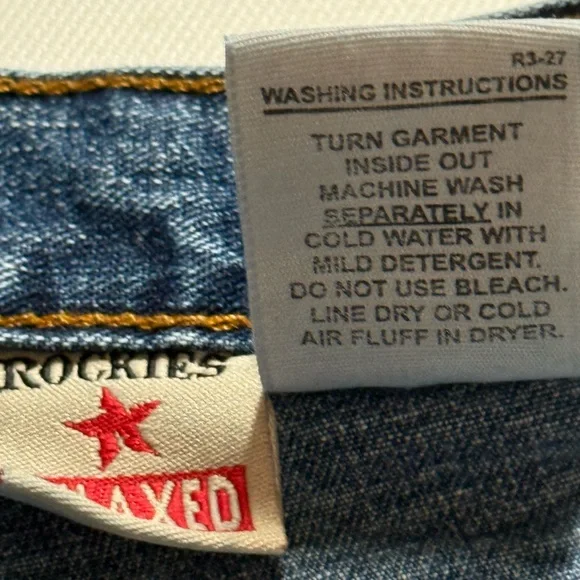 R3-27
WASHING INSTRUCTIONS
TURN GARMENT
INSIDE OUT
MACHINE WASH
SEPARATELY IN
COLD WATER WITH
MILD DETERGENT.
DO NOT USE BLEACH.
LINE DRY OR COLD
AIR FLUFF IN DRYER.
ROCKIES